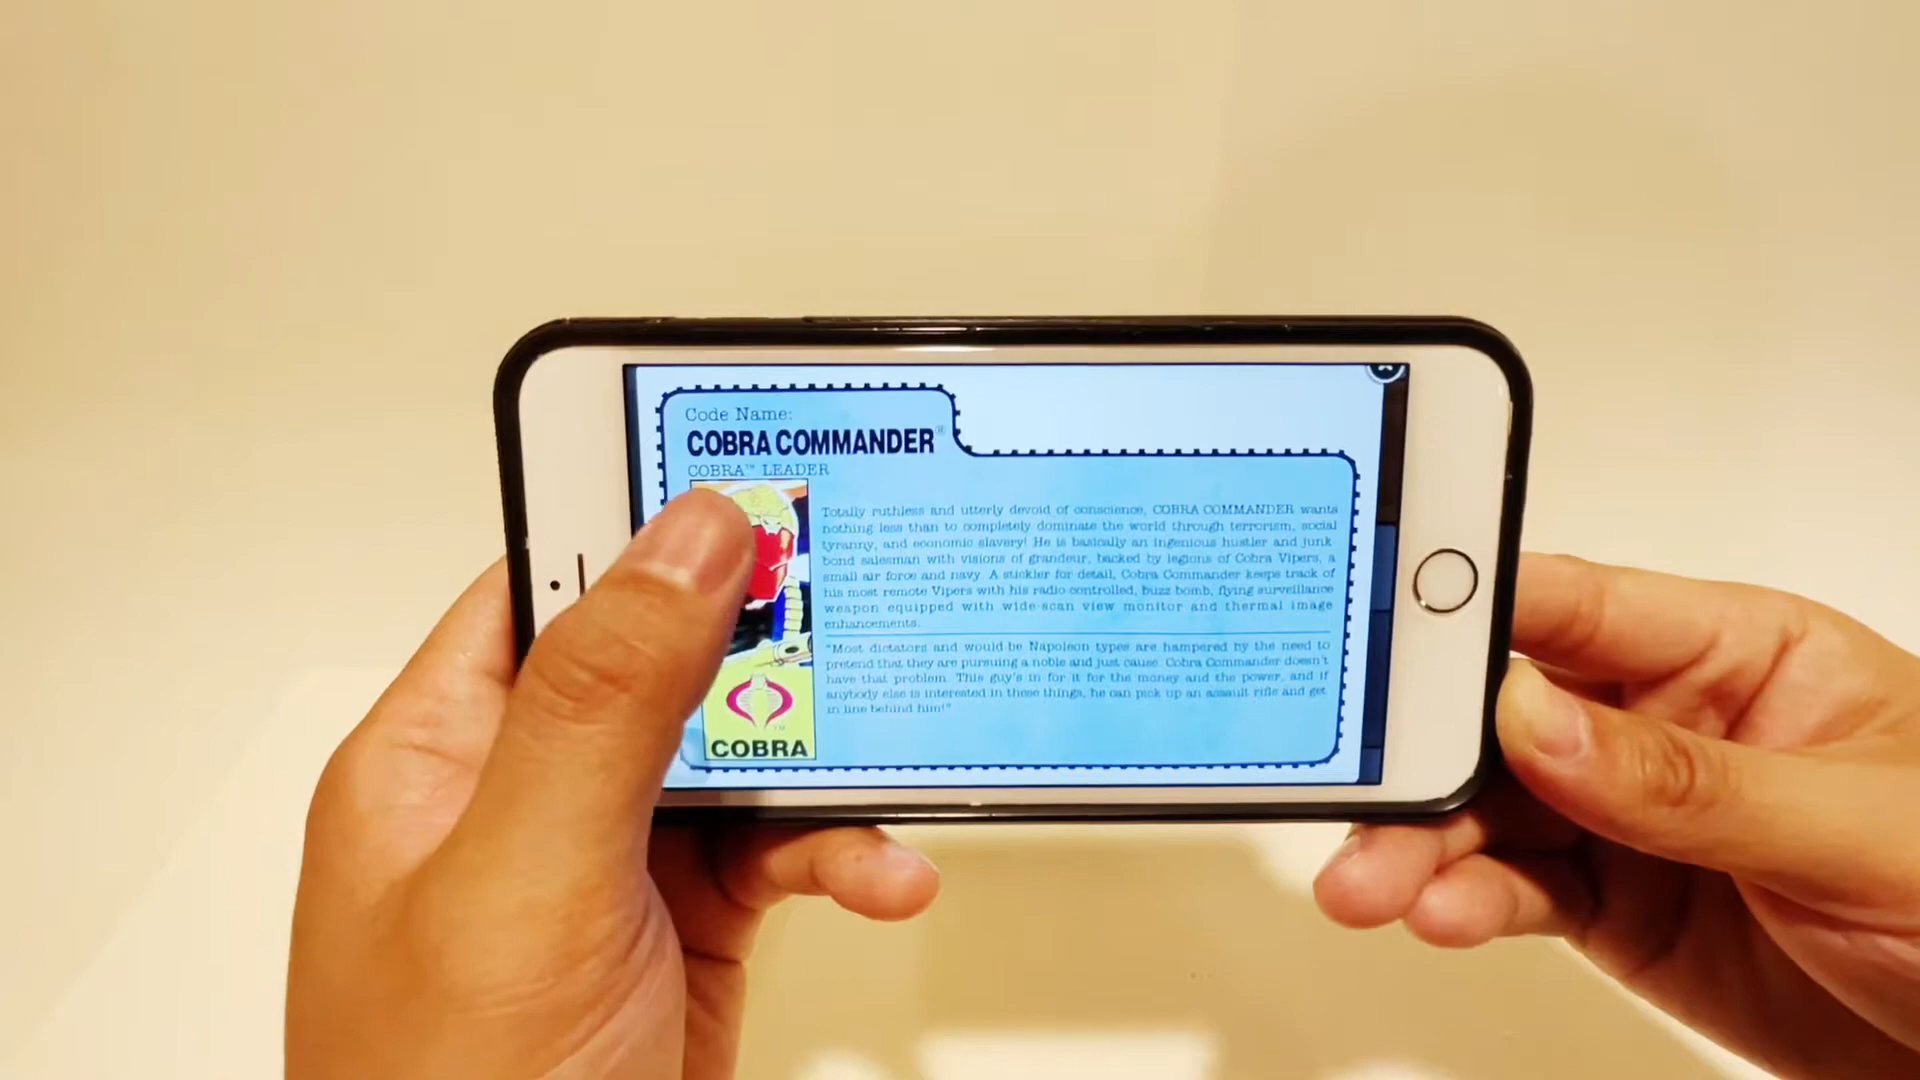 Code Name:
COBRA COMMANDER®
COBRA™ LEADER
Totally ruthless and utterly devoid of conscience, COBRA COMMANDER wants
nothing less than to completely dominate the world through terrorism, social
tyranny, and economic slavery! He is basically an ingenious hustler and junk-
bond salesman with visions of grandeur, backed by legions of Cobra Vipers, a
small air force and navy. A stickler for detail, Cobra Commander keeps track of
his most remote Vipers with his radio controlled, buzz bomb, flying surveillance
weapon equipped with wide-scan view monitor and thermal image
enhancements.
"Most dictators and would be Napoleon types are hampered by the need to
pretend that they are pursuing a noble and just cause. Cobra Commander doesn't
have that problem. This guy's in for it for the money and the power, and if
anybody else is interested in these things, he can pick up an assault rifle and get
in line behind him!"
TM
COBRA